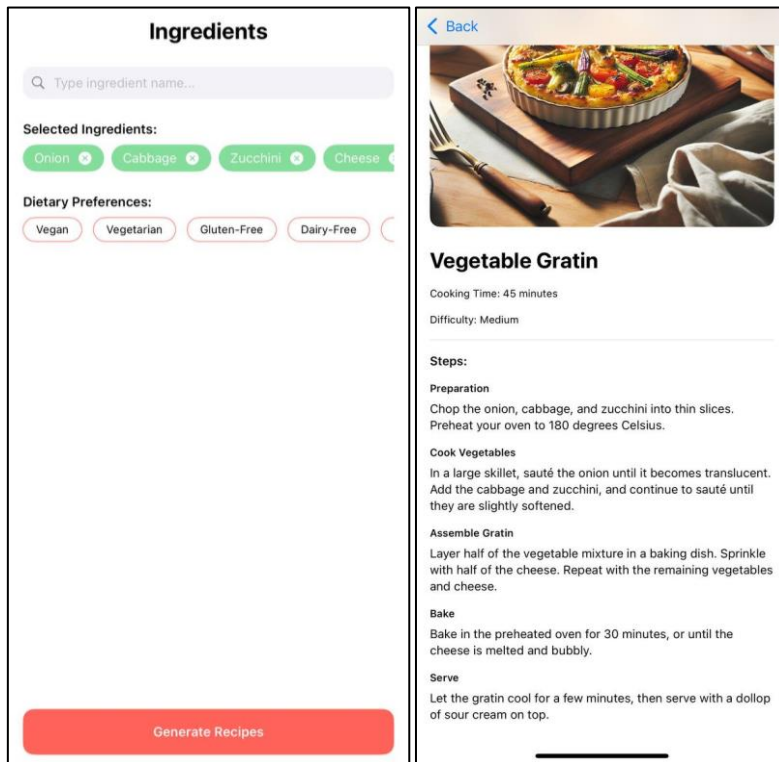 Ingredients
Type ingredient name...
Selected Ingredients:
Onion Cabbage Zucchini Cheese
Dietary Preferences:
Vegan Vegetarian Gluten-Free Dairy-Free
Generate Recipes
Back
Vegetable Gratin
Cooking Time: 45 minutes
Difficulty: Medium
Steps:
Preparation
Chop the onion, cabbage, and zucchini into thin slices.
Preheat your oven to 180 degrees Celsius.
Cook Vegetables
In a large skillet, sauté the onion until it becomes translucent.
Add the cabbage and zucchini, and continue to sauté until
they are slightly softened.
Assemble Gratin
Layer half of the vegetable mixture in a baking dish. Sprinkle
with half of the cheese. Repeat with the remaining vegetables
and cheese.
Bake
Bake in the preheated oven for 30 minutes, or until the
cheese is melted and bubbly.
Serve
Let the gratin cool for a few minutes, then serve with a dollop
of sour cream on top.